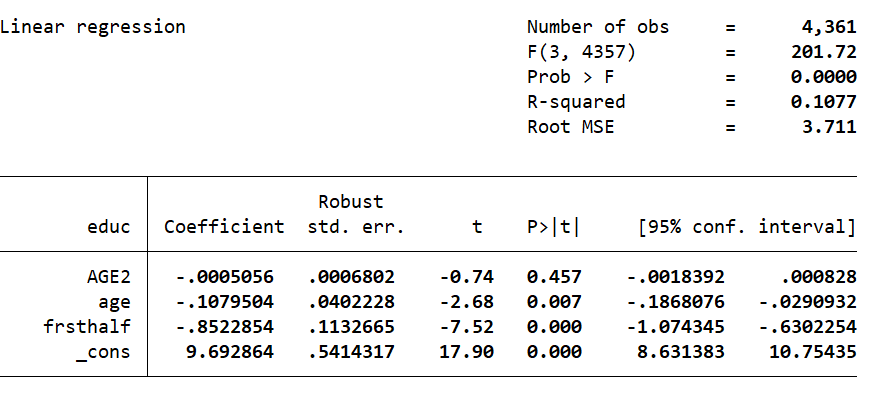 Linear regression Number of obs = 4,361
F(3, 4357) = 201.72
Prob > F = 0.0000
R-squared = 0.1077
Root MSE = 3.711
Robust
educ Coefficient std. err. t P>|t| [95% conf. interval]
AGE2 -.0005056 .0006802 -0.74 0.457 -.0018392 .000828
age -.1079504 .0402228 -2.68 0.007 -.1868076 -.0290932
frsthalf -.8522854 .1132665 -7.52 0.000 -1.074345 -.6302254
_cons 9.692864 .5414317 17.90 0.000 8.631383 10.75435